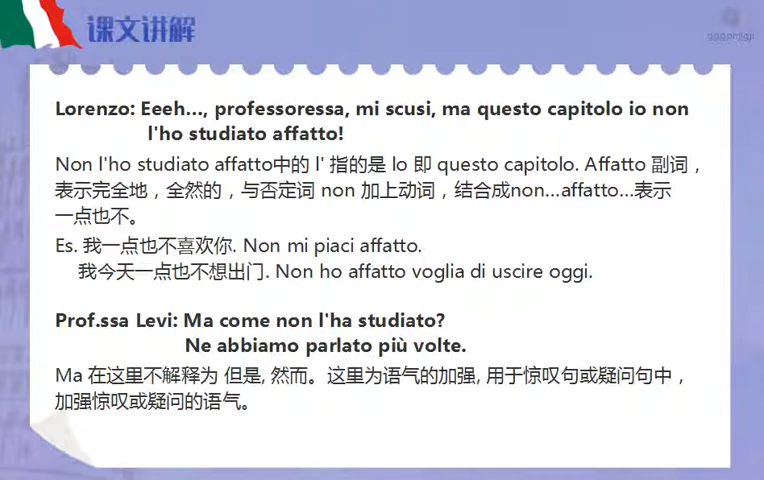 课文讲解
Lorenzo: Eeeh..., professoressa, mi scusi, ma questo capitolo io non
l'ho studiato affatto!
Non l'ho studiato affatto中的 l' 指的是 lo 即 questo capitolo. Affatto 副词，
表示完全地，全然的，与否定词 non 加上动词，结合成non...affatto...表示
一点也不。
Es. 我一点也不喜欢你. Non mi piaci affatto.
我今天一点也不想出门. Non ho affatto voglia di uscire oggi.
Prof.ssa Levi: Ma come non l'ha studiato?
Ne abbiamo parlato più volte.
Ma 在这里不解释为 但是, 然而。这里为语气的加强, 用于惊叹句或疑问句中，
加强惊叹或疑问的语气。